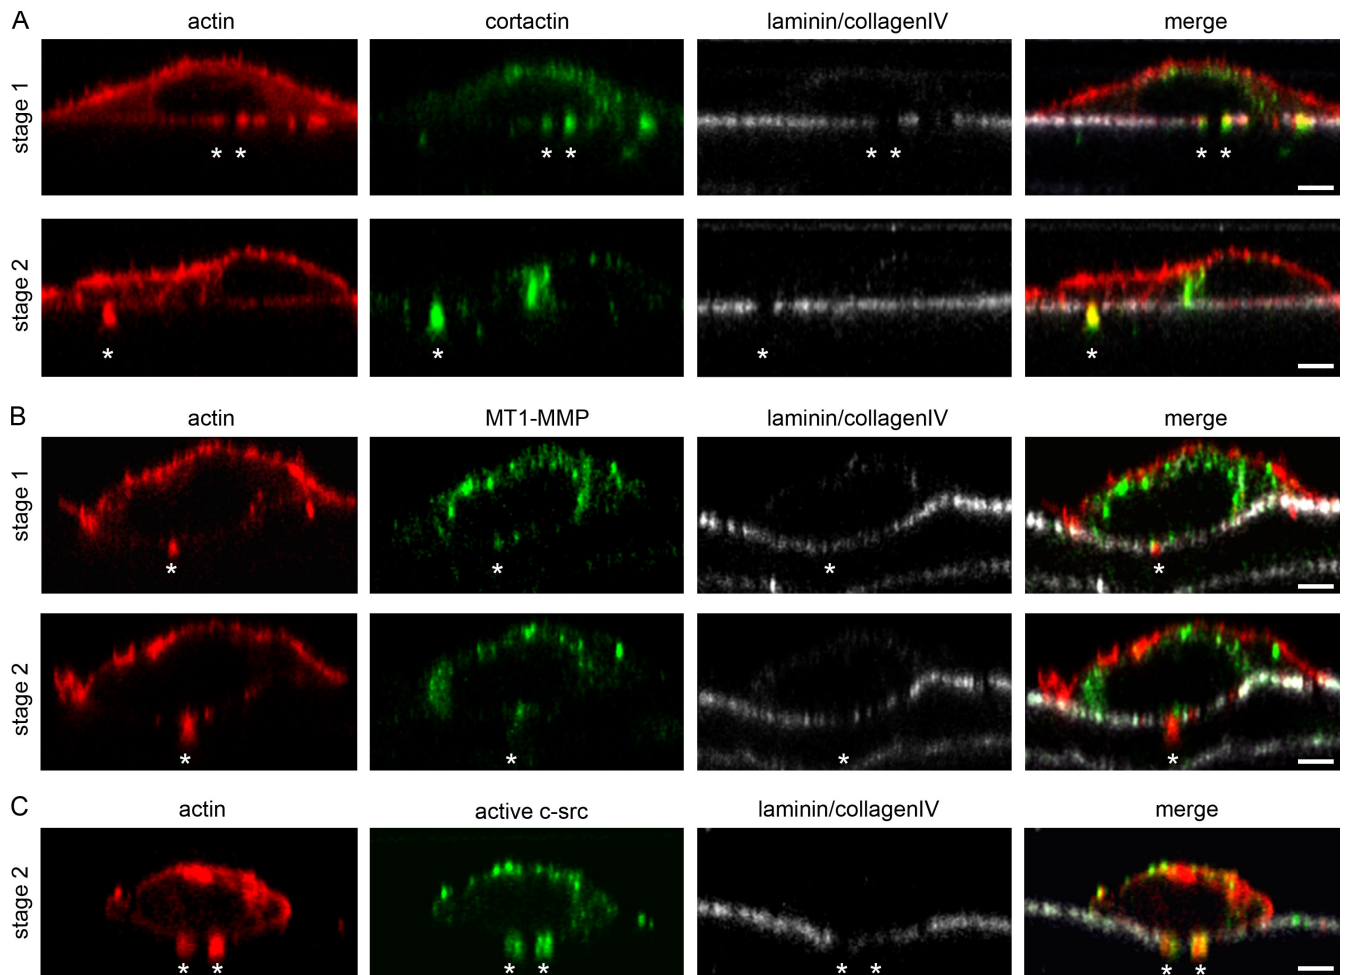 A
actin cortactin laminin/collagenIV merge
stage 1
* * * * * * * *
stage 2
* * * *
B
actin MT1-MMP laminin/collagenIV merge
stage 1
* * * *
stage 2
* * * *
C
actin active c-src laminin/collagenIV merge
stage 2
* * * * * * * *